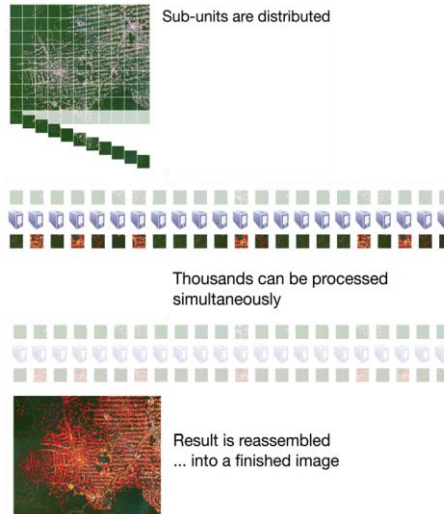 Sub-units are distributed
Thousands can be processed
simultaneously
Result is reassembled
... into a finished image